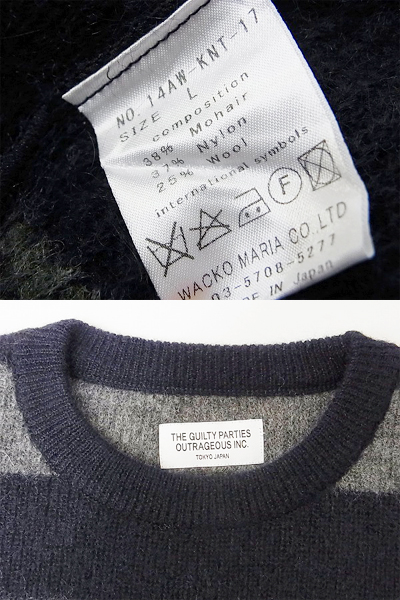 NO. 14AW-KNT-17
SIZE L
composition
38% Mohair
37% Nylon
25% Wool
international symbols
F
WACKO MARIA CO.,LTD
03-5708-5277
MADE IN Japan
THE GUILTY PARTIES
OUTRAGEOUS INC.
TOKYO JAPAN